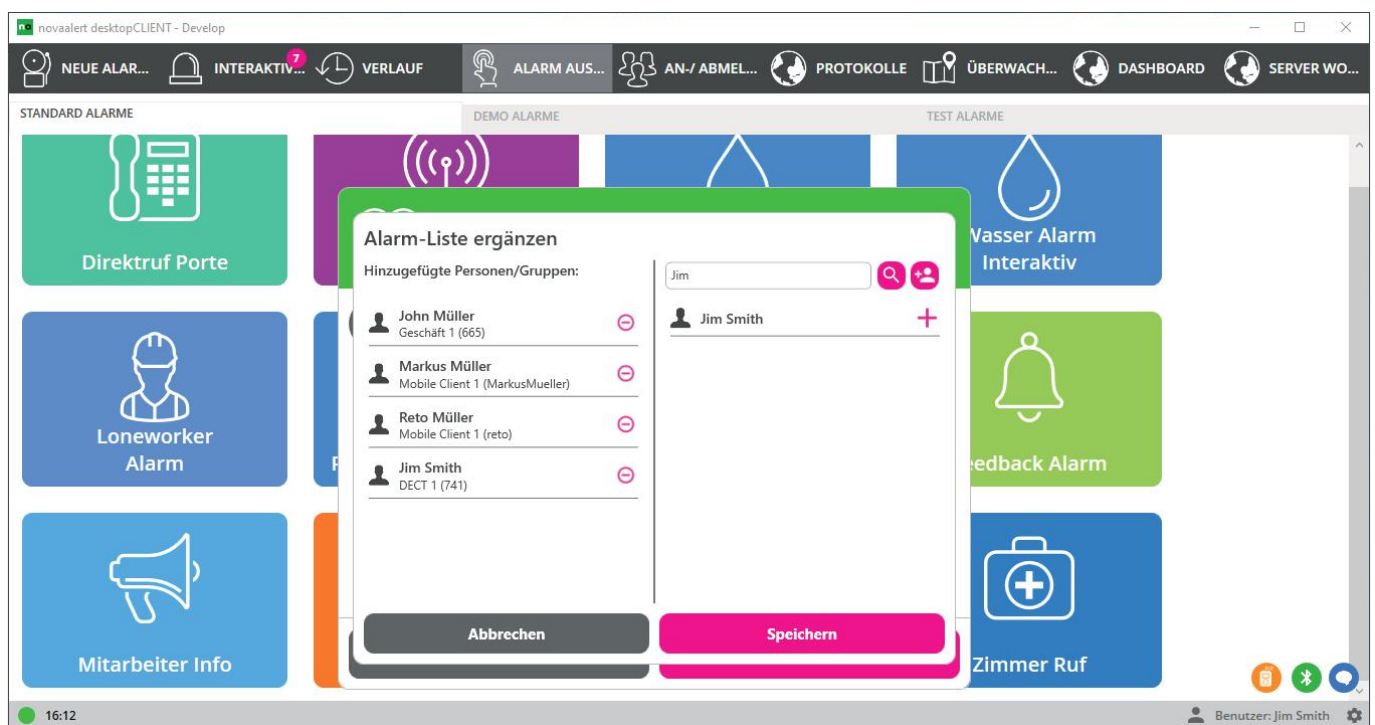 novaalert desktopCLIENT - Develop
NEUE ALAR...
INTERAKTIV...
7
VERLAUF
ALARM AUS...
AN-/ ABMEL...
PROTOKOLLE
ÜBERWACH...
DASHBOARD
SERVER WO...
STANDARD ALARME
DEMO ALARME
TEST ALARME
Direktruf Porte
Alarm
Interaktiv
Loneworker
Alarm
Alarm
Mitarbeiter Info
Zimmer Ruf
Alarm-Liste ergänzen
Hinzugefügte Personen/Gruppen:
John Müller
Geschäft 1 (665)
Markus Müller
Mobile Client 1 (MarkusMueller)
Reto Müller
Mobile Client 1 (reto)
Jim Smith
DECT 1 (741)
Jim
Jim Smith
Abbrechen
Speichern
16:12
Benutzer: Jim Smith